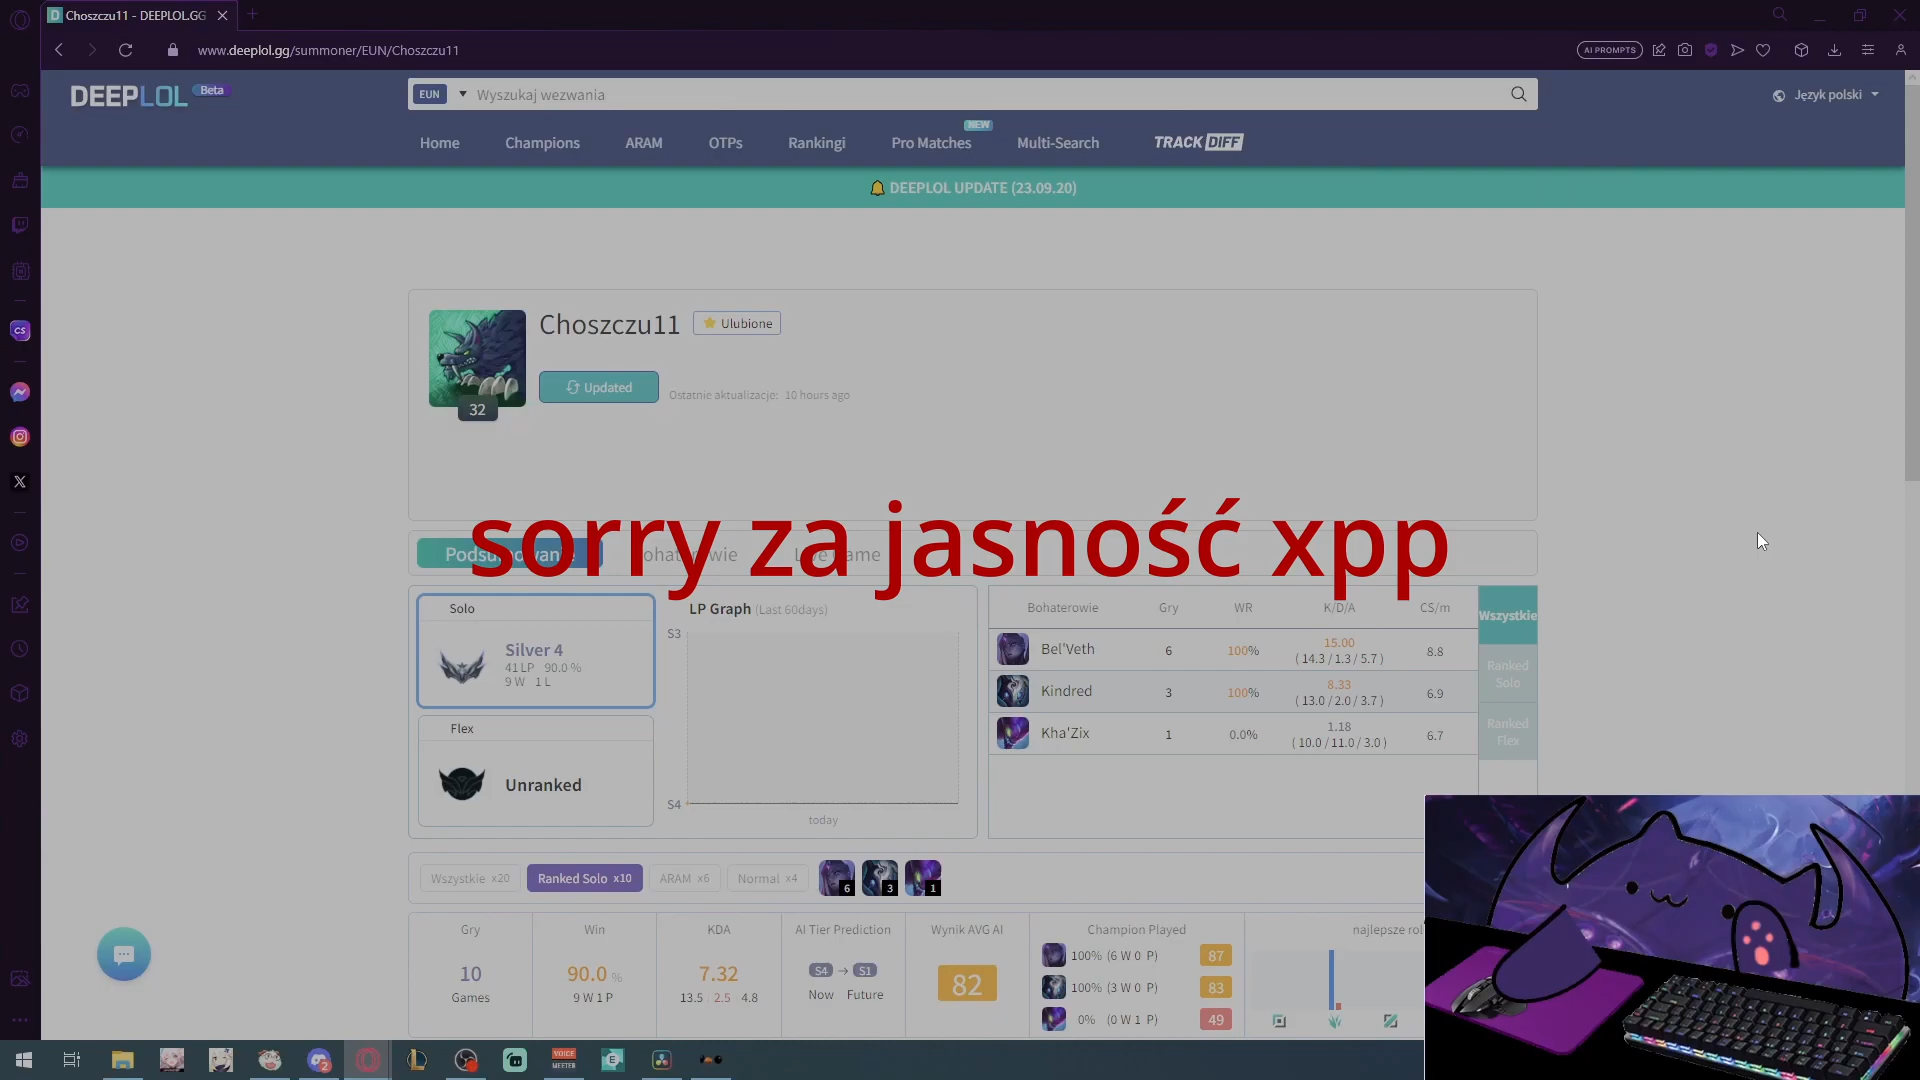 Choszczu11 - DEEPLOL.GG
www.deeplol.gg/summoner/EUN/Choszczu11
AI PROMPTS
DEEPLOL Beta
EUN
Wyszukaj wezwania
Język polski
Home
Champions
ARAM
OTPs
Rankingi
Pro Matches
NEW
Multi-Search
TRACK DIFF
DEEPLOL UPDATE (23.09.20)
Choszczu11
Ulubione
32
Updated
Ostatnie aktualizacje: 10 hours ago
sorry za jasność xpp
Solo
Silver 4
41 LP 90.0 %
9 W 1 L
Flex
Unranked
LP Graph (Last 60days)
S3
S4
today
Bohaterowie Gry WR K/D/A CS/m
Bel'Veth 6 100% 15.00 ( 14.3 / 1.3 / 5.7 ) 8.8
Kindred 3 100% 8.33 ( 13.0 / 2.0 / 3.7 ) 6.9
Kha'Zix 1 0.0% 1.18 ( 10.0 / 11.0 / 3.0 ) 6.7
Wszystkie
Ranked Solo
Ranked Flex
Wszystkie x20
Ranked Solo x10
ARAM x6
Normal x4
6
3
1
Gry
10
Games
Win
90.0 %
9 W 1 P
KDA
7.32
13.5 / 2.5 / 4.8
AI Tier Prediction
S4 → S1
Now Future
Wynik AVG AI
82
Champion Played
100% (6 W 0 P) 87
100% (3 W 0 P) 83
0% (0 W 1 P) 49
najlepsze rol
CS
2
VOICE
MEETER
E